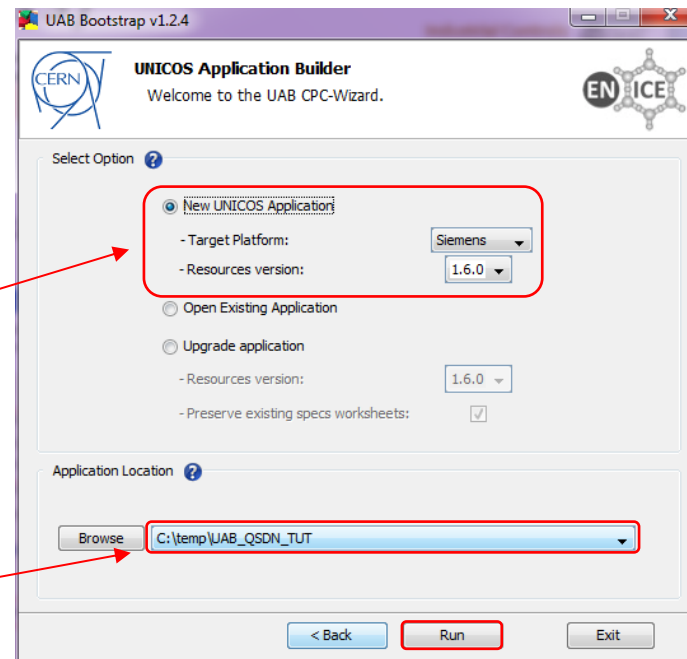 UAB Bootstrap v1.2.4
CERN
UNICOS Application Builder
Welcome to the UAB CPC-Wizard.
EN ICE
Select Option ?
New UNICOS Application
- Target Platform: Siemens
- Resources version: 1.6.0
Open Existing Application
Upgrade application
- Resources version: 1.6.0
- Preserve existing specs worksheets:
Application Location ?
Browse C:\temp\UAB_QSDN_TUT
< Back Run Exit